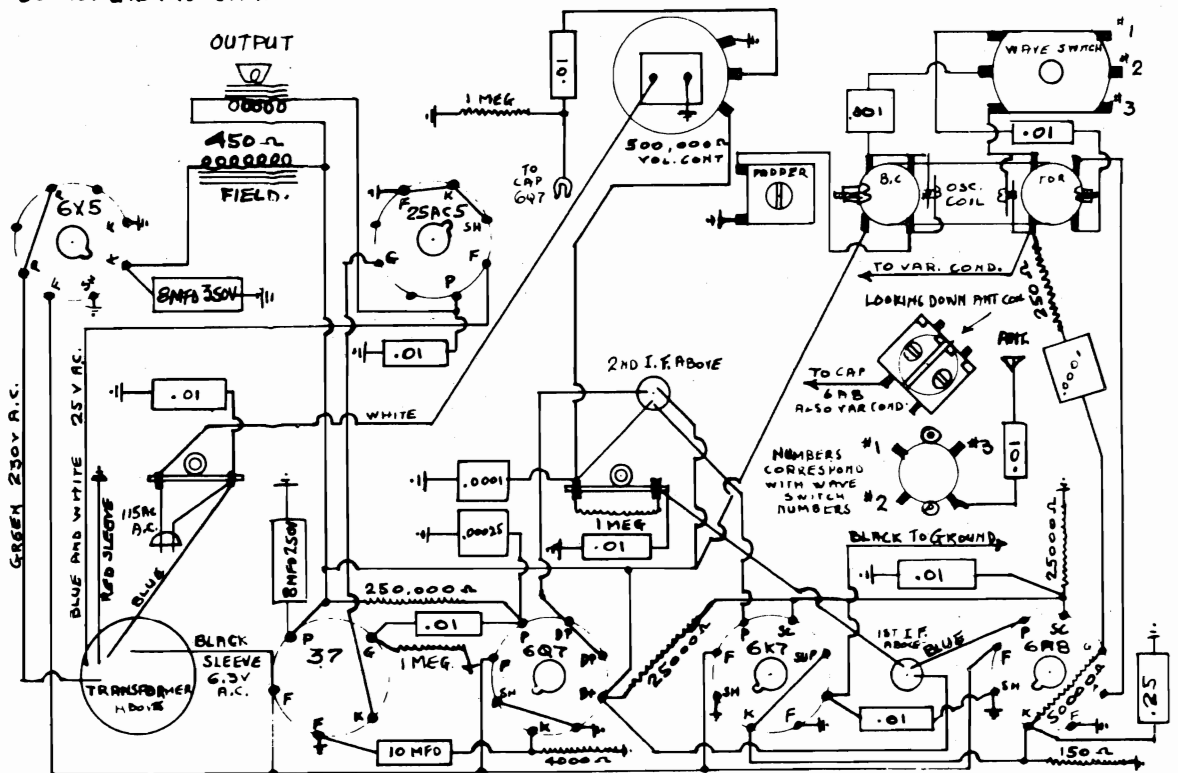 OUTPUT
450Ω
FIELD.
6X5
P
P
K
K
F
8MFD 350V
25AC5
F
K
SH
G
F
P
.01
1 MEG
.01
TO
CAP
6Q7
500,000Ω
VOL. CONT
PADDER
WAVE SWITCH
#1
#2
#3
.001
.01
B.C
OSC.
COIL
TO VAR. COND.
250Ω
.0001
LOOKING DOWN ANT COIL
ANT.
TO CAP
6A8
ALSO VAR COND.
.01
NUMBERS
CORRESPOND
WITH WAVE
SWITCH
NUMBERS
#1
#3
#2
BLACK TO GROUND
.01
25000Ω
GREEN 230V A.C.
BLUE AND WHITE 25 V A.C.
RED SLEEVE
BLUE
.01
WHITE
115AC
A.C.
8MFD 250V
2ND I.F. ABOVE
.0001
.00025
1 MEG
.01
250,000Ω
.01
1 MEG.
25000Ω
BLACK
SLEEVE
6.3V
A.C.
TRANSFORMER
ABOVE
P
G
37
F
K
F
10 MFD
P
DP
6Q7
F
DP
SH
B+
K
4000Ω
P
SC
6K7
F
SUP
SH
K
F
.01
1ST I.F.
ABOVE
BLUE
P
SC
6A8
F
G
SH
50000Ω
K
F
150Ω
.25